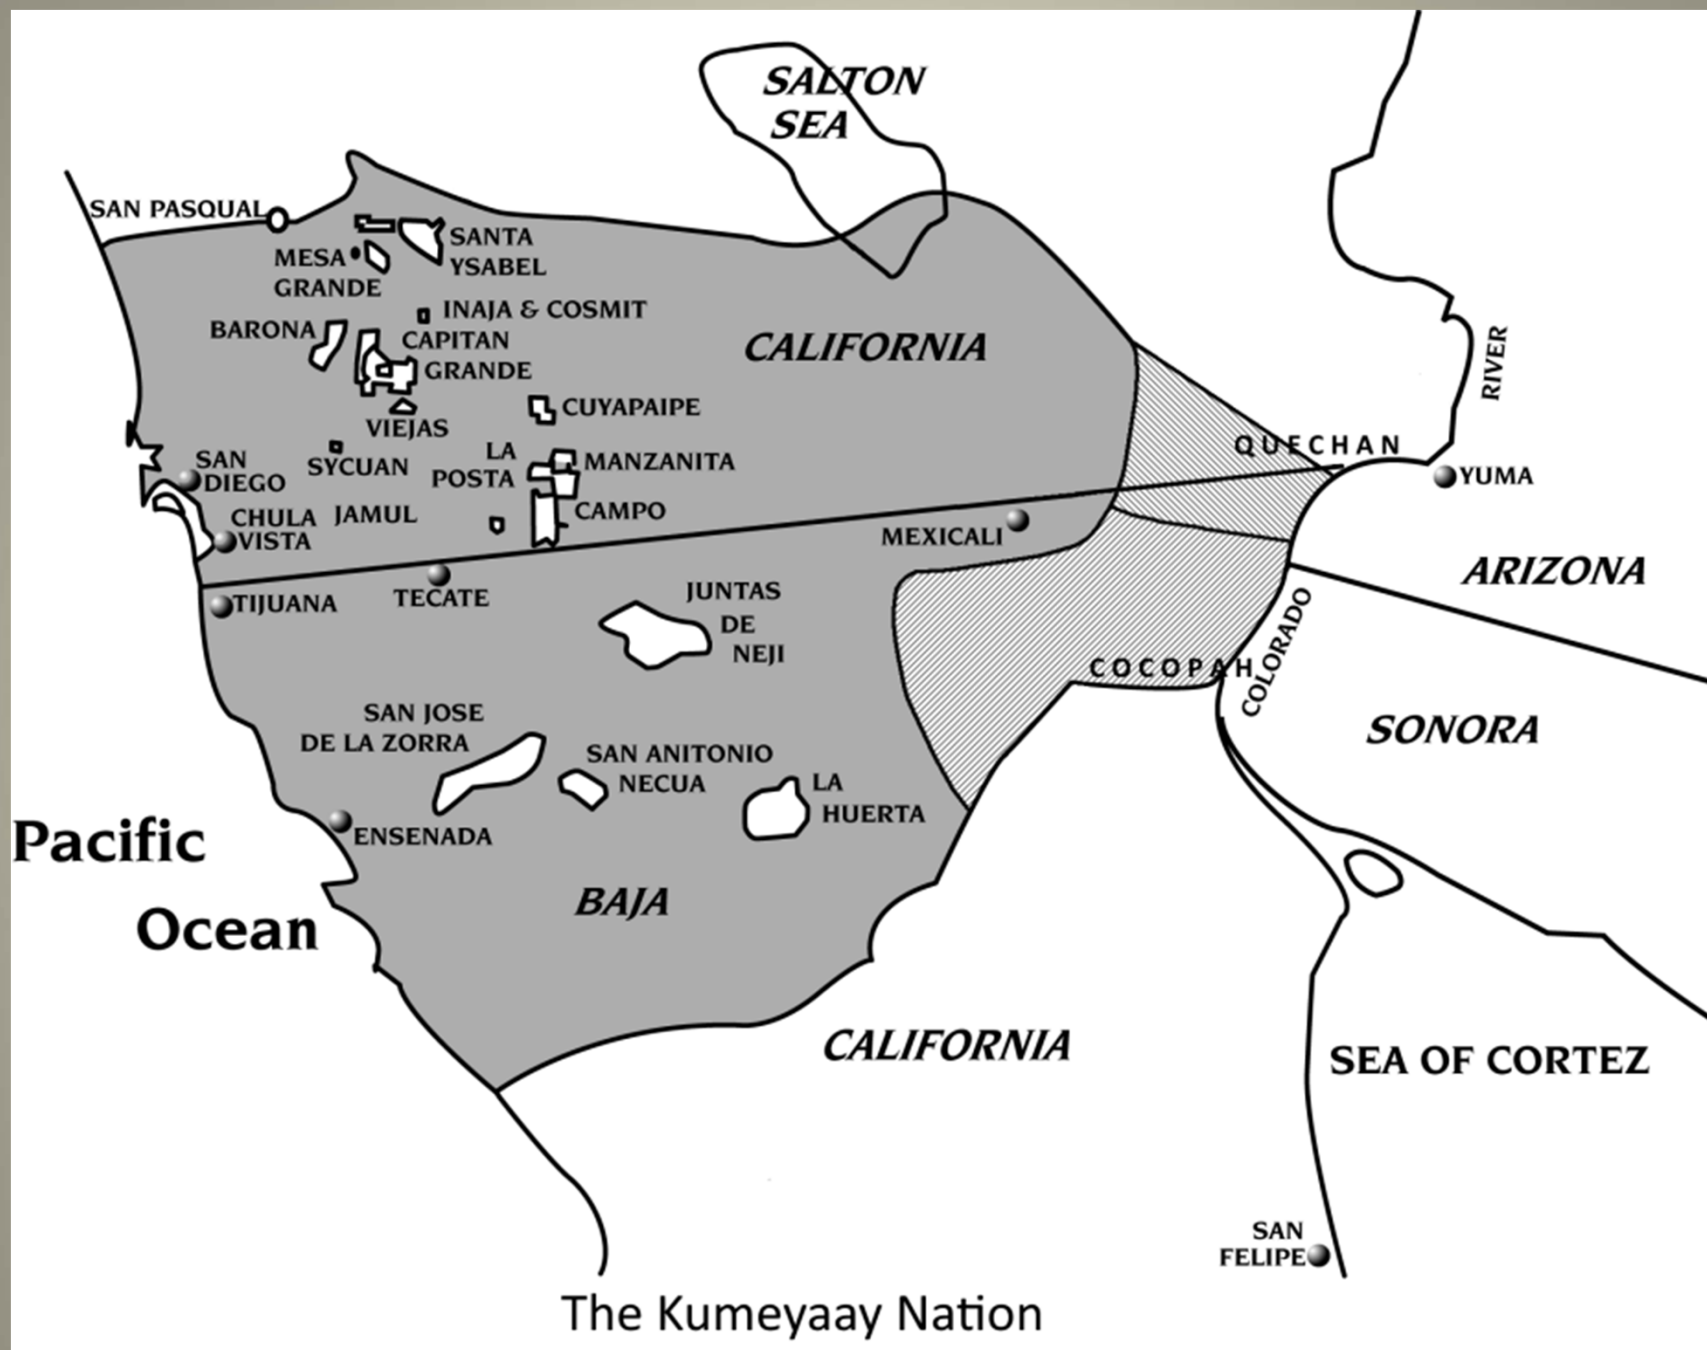 SALTON
SEA
SAN PASQUAL
SANTA
YSABEL
MESA
GRANDE
INAJA & COSMIT
BARONA
CAPITAN
GRANDE
CALIFORNIA
RIVER
CUYAPAIPE
VIEJAS
QUECHAN
LA
POSTA
MANZANITA
SAN
DIEGO
SYCUAN
YUMA
CAMPO
CHULA
VISTA
JAMUL
MEXICALI
ARIZONA
TIJUANA
TECATE
JUNTAS
DE
NEJI
COLORADO
COCOPAH
SAN JOSE
DE LA ZORRA
SONORA
SAN ANITONIO
NECUA
LA
HUERTA
Pacific
Ocean
ENSENADA
BAJA
CALIFORNIA
SEA OF CORTEZ
SAN
FELIPE
The Kumeyaay Nation